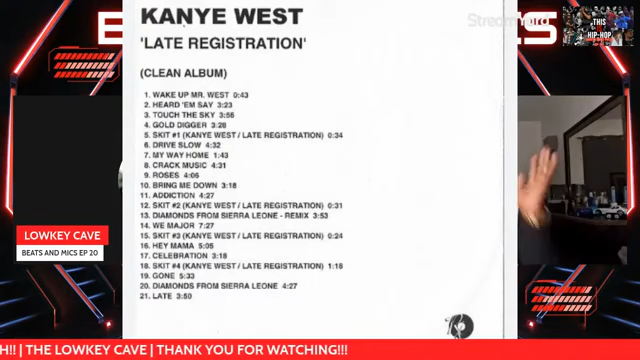 KANYE WEST
'LATE REGISTRATION'
(CLEAN ALBUM)
1. WAKE UP MR. WEST 0:43
2. HEARD 'EM SAY 3:23
3. TOUCH THE SKY 3:56
4. GOLD DIGGER 3:28
5. SKIT #1 (KANYE WEST / LATE REGISTRATION) 0:34
6. DRIVE SLOW 4:32
7. MY WAY HOME 1:43
8. CRACK MUSIC 4:31
9. ROSES 4:06
10. BRING ME DOWN 3:18
11. ADDICTION 4:27
12. SKIT #2 (KANYE WEST / LATE REGISTRATION) 0:31
13. DIAMONDS FROM SIERRA LEONE - REMIX 3:53
14. WE MAJOR 7:27
15. SKIT #3 (KANYE WEST / LATE REGISTRATION) 0:24
16. HEY MAMA 5:05
17. CELEBRATION 3:18
18. SKIT #4 (KANYE WEST / LATE REGISTRATION) 1:18
19. GONE 5:33
20. DIAMONDS FROM SIERRA LEONE 4:27
21. LATE 3:50
StreamYard
THIS
IS
HIP-HOP
LOWKEY CAVE
BEATS AND MICS EP 20
H!! | THE LOWKEY CAVE | THANK YOU FOR WATCHING!!!